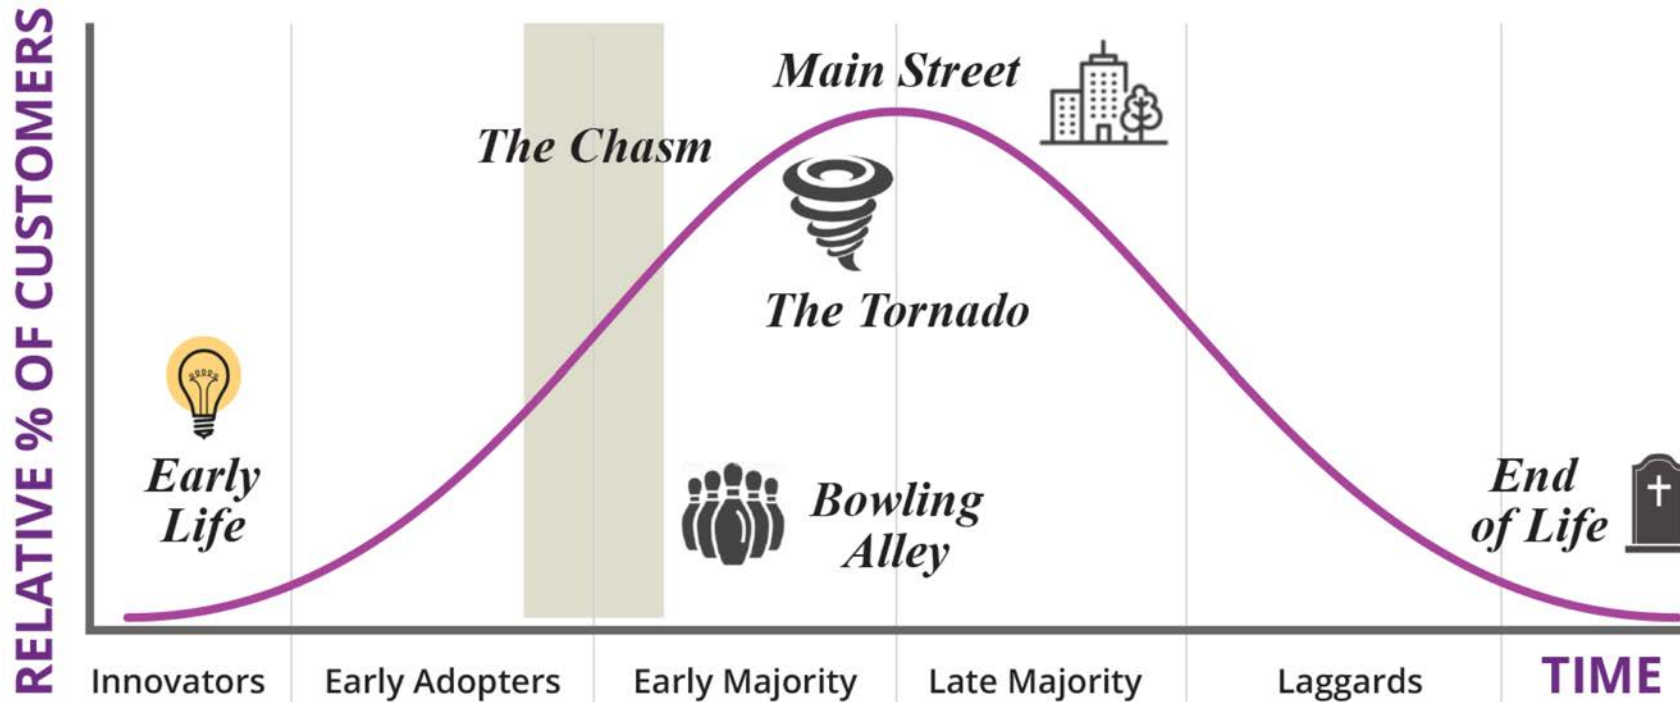 RELATIVE % OF CUSTOMERS
Main Street
The Chasm
The Tornado
Early
Life
Bowling
Alley
End
of Life
Innovators
Early Adopters
Early Majority
Late Majority
Laggards
TIME